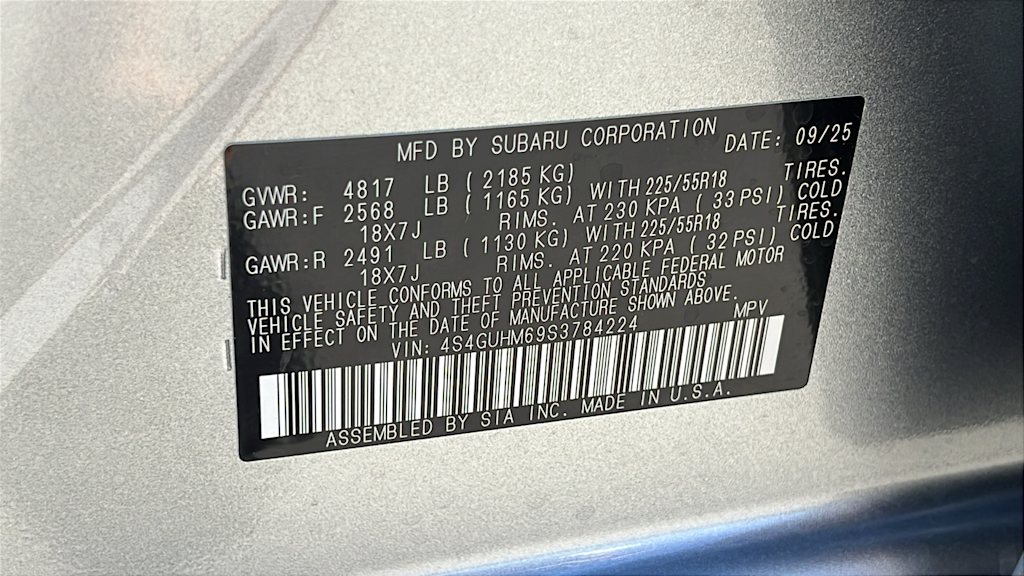 MFD BY SUBARU CORPORATION DATE: 09/25
GVWR: 4817 LB ( 2185 KG)
GAWR:F 2568 LB ( 1165 KG) WITH 225/55R18 TIRES.
18X7J RIMS. AT 230 KPA ( 33 PSI) COLD
GAWR:R 2491 LB ( 1130 KG) WITH 225/55R18 TIRES.
18X7J RIMS. AT 220 KPA ( 32 PSI) COLD
THIS VEHICLE CONFORMS TO ALL APPLICABLE FEDERAL MOTOR
VEHICLE SAFETY AND THEFT PREVENTION STANDARDS
IN EFFECT ON THE DATE OF MANUFACTURE SHOWN ABOVE.
VIN: 4S4GUHM69S3784224 MPV
ASSEMBLED BY SIA INC. MADE IN U.S.A.